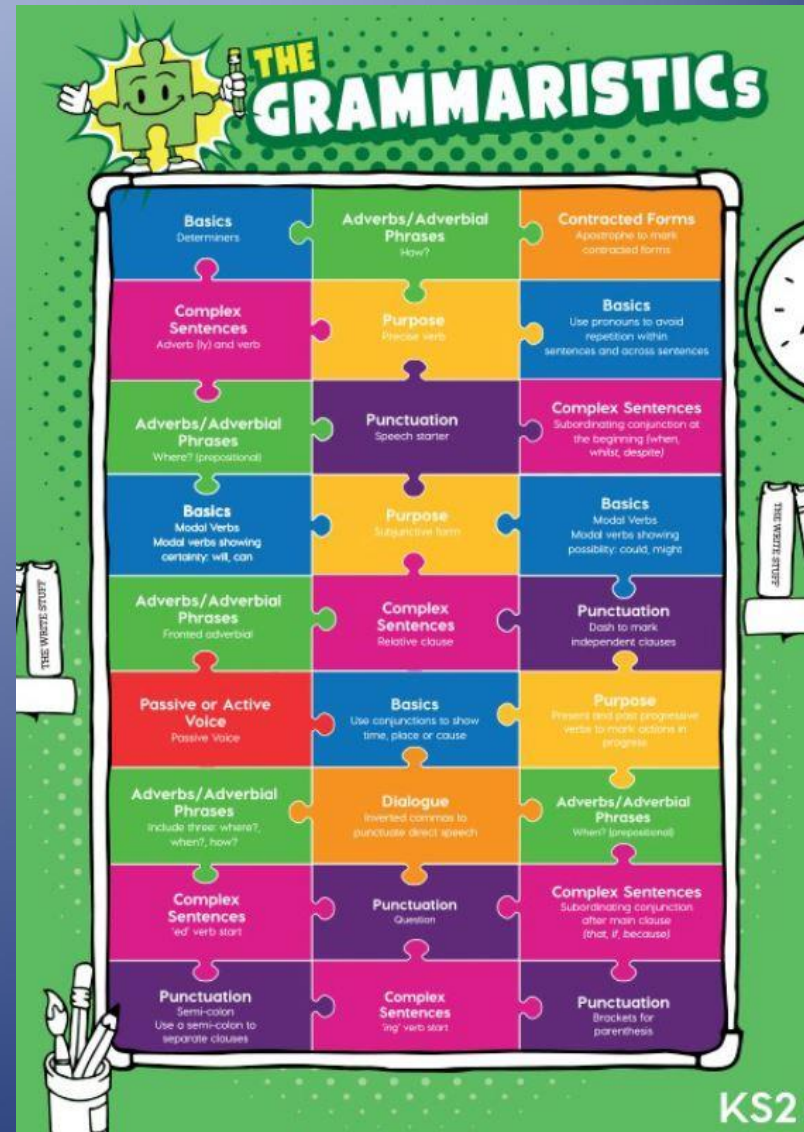 THE
GRAMMARISTICs
Basics
Determiners
Adverbs/Adverbial
Phrases
How?
Contracted Forms
Apostrophe to mark
contracted forms
Complex
Sentences
Adverb (ly) and verb
Purpose
Precise verb
Basics
Use pronouns to avoid
repetition within
sentences and across sentences
Adverbs/Adverbial
Phrases
Where? (prepositional)
Punctuation
Speech starter
Complex Sentences
Subordinating conjunction at
the beginning (when,
whilst, despite)
Basics
Modal Verbs
Modal verbs showing
certainty: will, can
Purpose
Subjunctive form
Basics
Modal Verbs
Modal verbs showing
possibility: could, might
Adverbs/Adverbial
Phrases
Fronted adverbial
Complex
Sentences
Relative clause
Punctuation
Dash to mark
independent clauses
Passive or Active
Voice
Passive Voice
Basics
Use conjunctions to show
time, place or cause
Purpose
Present and past progressive
verbs to mark actions in
progress
Adverbs/Adverbial
Phrases
Include three: where?,
when?, how?
Dialogue
Inverted commas to
punctuate direct speech
Adverbs/Adverbial
Phrases
When? (prepositional)
Complex
Sentences
'ed' verb start
Punctuation
Question
Complex Sentences
Subordinating conjunction
after main clause
(that, if, because)
Punctuation
Semi-colon
Use a semi-colon to
separate clauses
Complex
Sentences
'ing' verb start
Punctuation
Brackets for
parenthesis
THE WRITE STUFF
THE WRITE STUFF
KS2